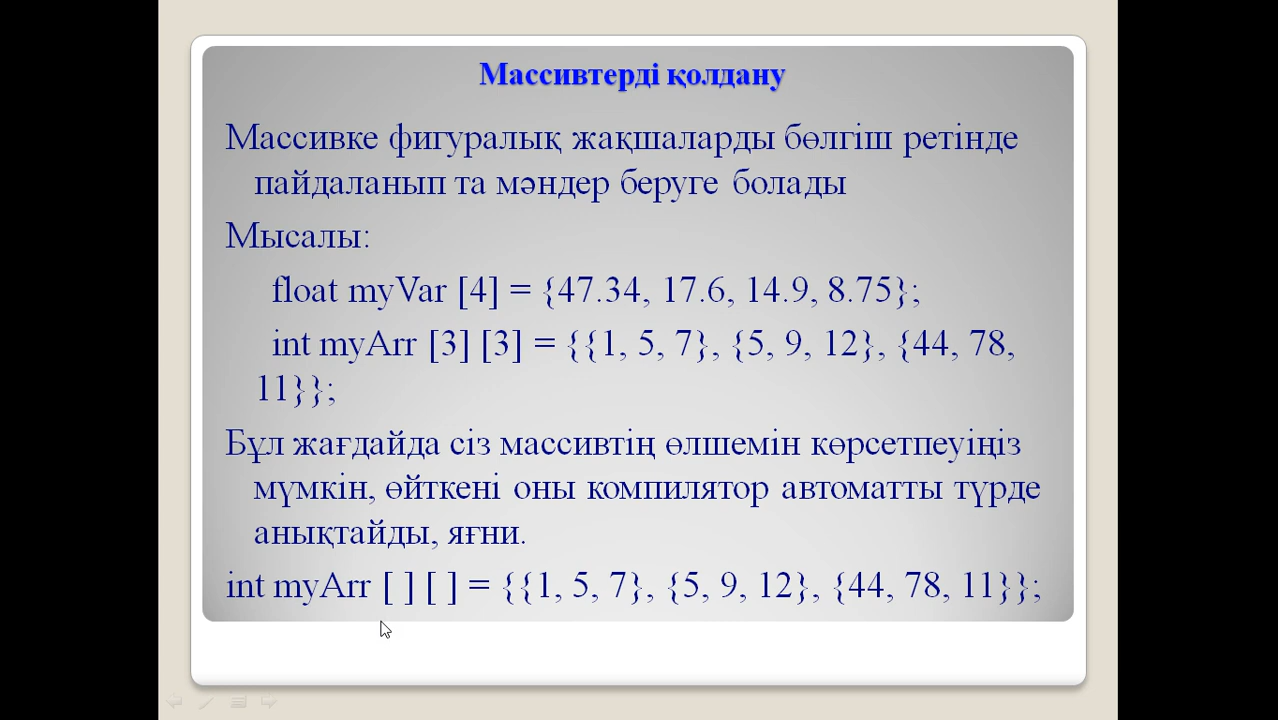 Массивтерді қолдану
Массивке фигуралық жақшаларды бөлгіш ретінде
пайдаланып та мәндер беруге болады
Мысалы:
float myVar [4] = {47.34, 17.6, 14.9, 8.75};
int myArr [3] [3] = {{1, 5, 7}, {5, 9, 12}, {44, 78,
11}};
Бұл жағдайда сіз массивтің өлшемін көрсетпеуіңіз
мүмкін, өйткені оны компилятор автоматты түрде
анықтайды, яғни.
int myArr [ ] [ ] = {{1, 5, 7}, {5, 9, 12}, {44, 78, 11}};